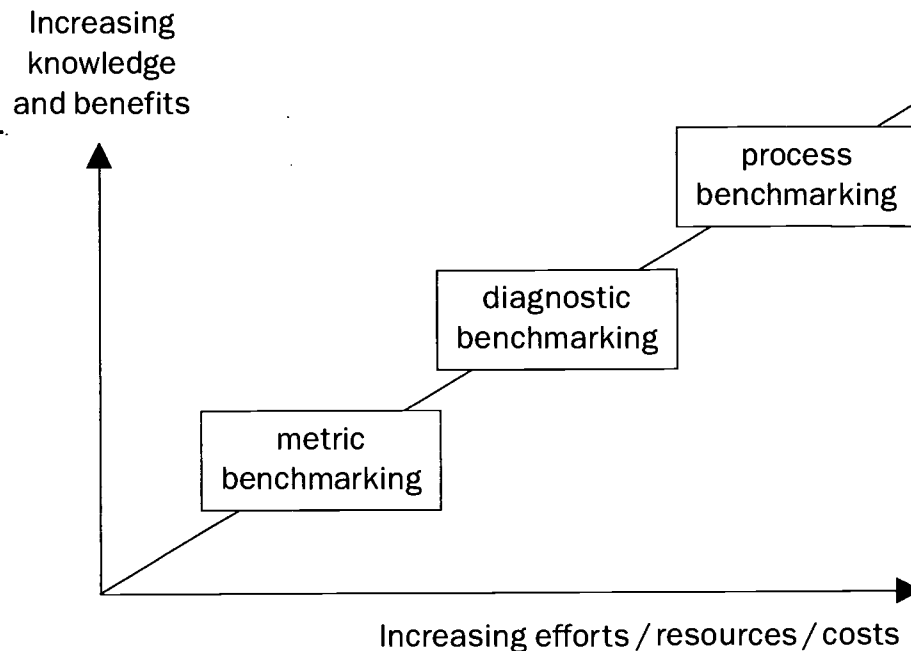 Increasing
knowledge
and benefits
process
benchmarking
diagnostic
benchmarking
metric
benchmarking
Increasing efforts / resources / costs